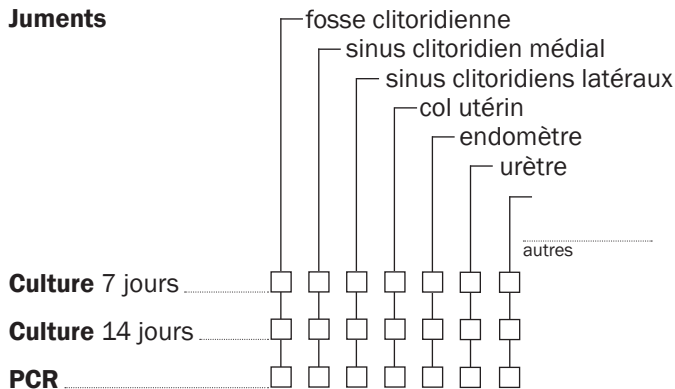 Juments
fosse clitoridienne
sinus clitoridien médial
sinus clitoridiens latéraux
col utérin
endomètre
urètre
autres
Culture 7 jours
Culture 14 jours
PCR